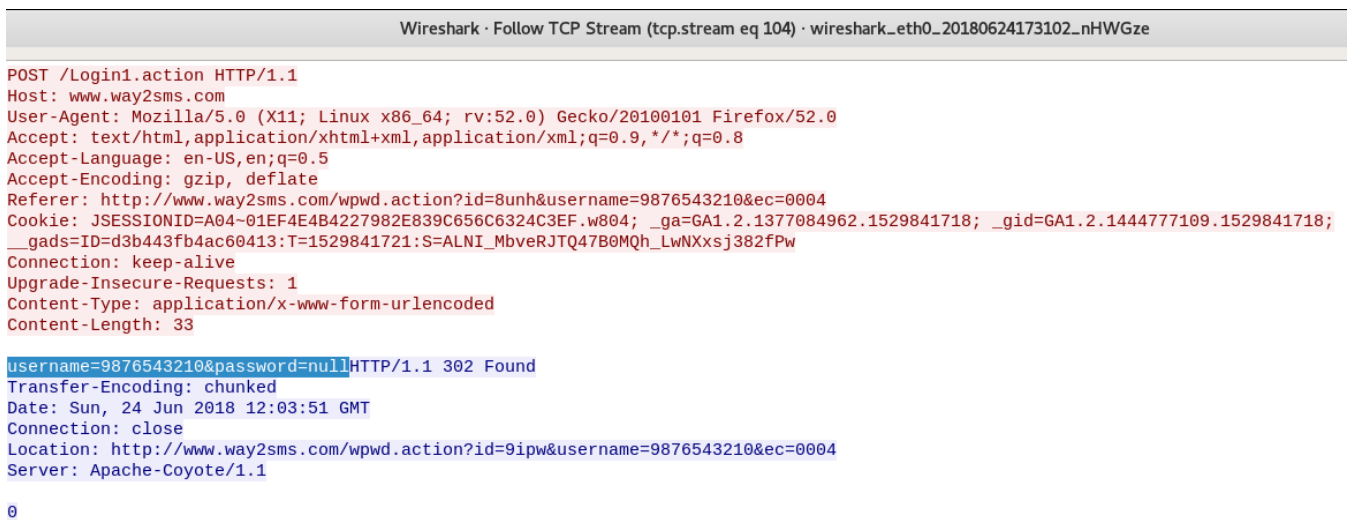 Wireshark · Follow TCP Stream (tcp.stream eq 104) · wireshark_eth0_20180624173102_nHWGze
POST /Login1.action HTTP/1.1
Host: www.way2sms.com
User-Agent: Mozilla/5.0 (X11; Linux x86_64; rv:52.0) Gecko/20100101 Firefox/52.0
Accept: text/html,application/xhtml+xml,application/xml;q=0.9,*/*;q=0.8
Accept-Language: en-US,en;q=0.5
Accept-Encoding: gzip, deflate
Referer: http://www.way2sms.com/wpwd.action?id=8unh&username=9876543210&ec=0004
Cookie: JSESSIONID=A04~01EF4E4B4227982E839C656C6324C3EF.w804; _ga=GA1.2.1377084962.1529841718; _gid=GA1.2.1444777109.1529841718;
__gads=ID=d3b443fb4ac60413:T=1529841721:S=ALNI_MbveRJTQ47B0MQh_LwNXxsj382fPw
Connection: keep-alive
Upgrade-Insecure-Requests: 1
Content-Type: application/x-www-form-urlencoded
Content-Length: 33
username=9876543210&password=nullHTTP/1.1 302 Found
Transfer-Encoding: chunked
Date: Sun, 24 Jun 2018 12:03:51 GMT
Connection: close
Location: http://www.way2sms.com/wpwd.action?id=9ipw&username=9876543210&ec=0004
Server: Apache-Coyote/1.1
0